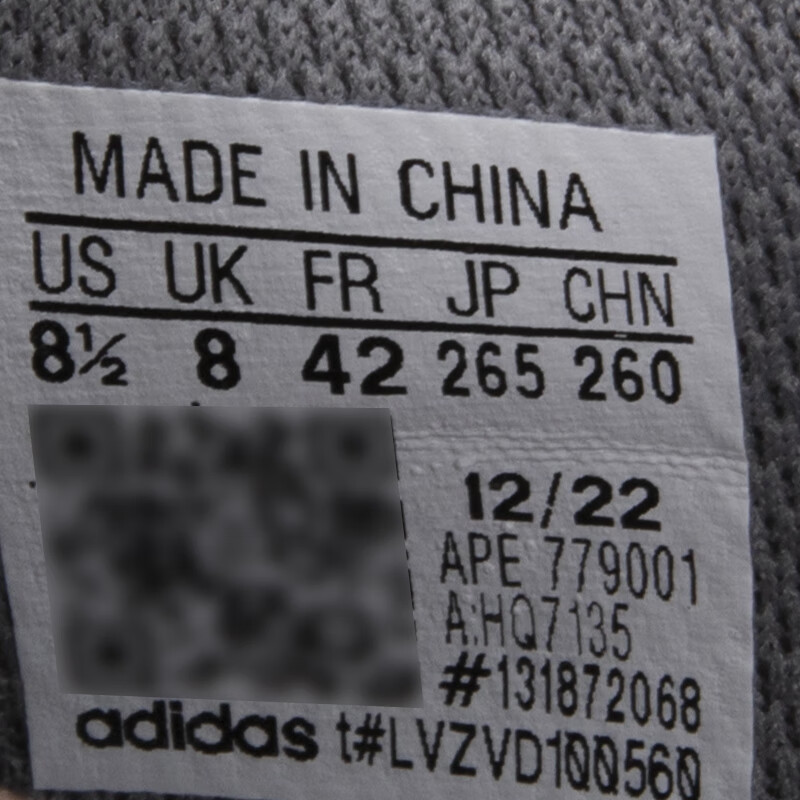 MADE IN CHINA
US UK FR JP CHN
8½ 8 42 265 260
12/22
APE 779001
A:HQ7135
#131872068
adidas t#LVZVD100560